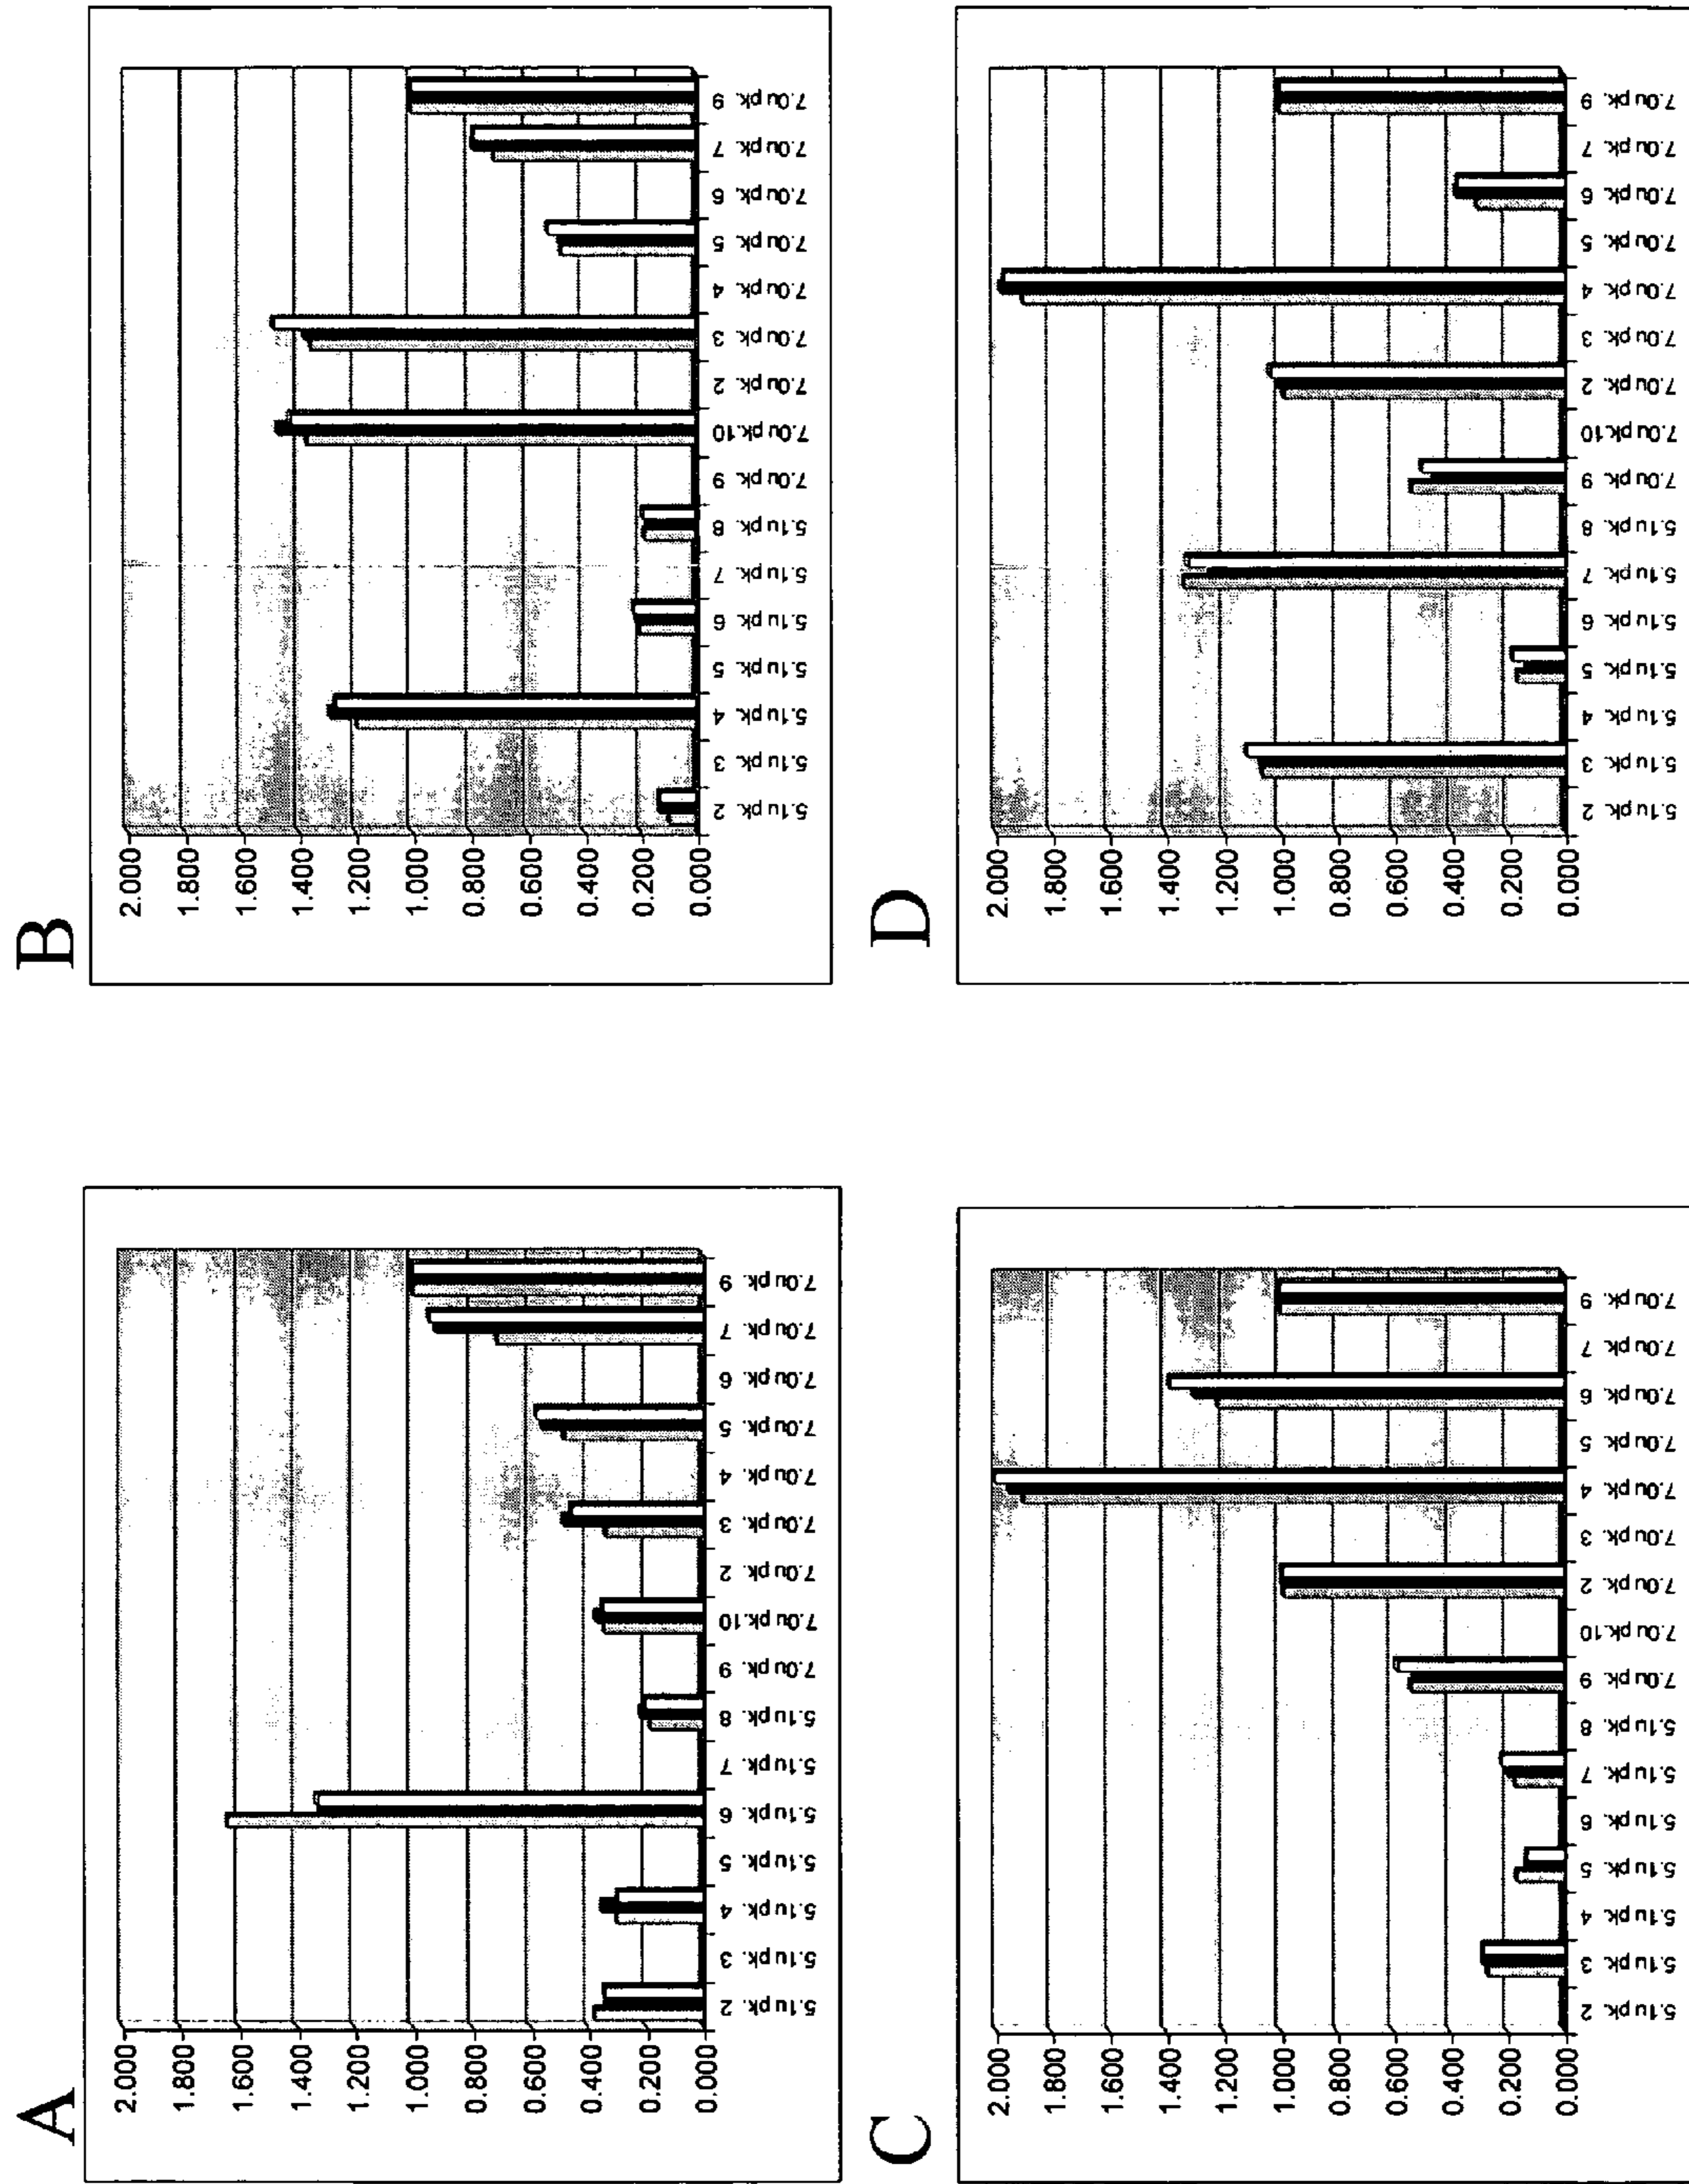 A
2.000
1.800
1.600
1.400
1.200
1.000
0.800
0.600
0.400
0.200
0.000
5.1u pk. 2
5.1u pk. 3
5.1u pk. 4
5.1u pk. 5
5.1u pk. 6
5.1u pk. 7
5.1u pk. 8
7.0u pk. 9
7.0u pk.10
7.0u pk. 2
7.0u pk. 3
7.0u pk. 4
7.0u pk. 5
7.0u pk. 6
7.0u pk. 7
7.0u pk. 9
B
2.000
1.800
1.600
1.400
1.200
1.000
0.800
0.600
0.400
0.200
0.000
5.1u pk. 2
5.1u pk. 3
5.1u pk. 4
5.1u pk. 5
5.1u pk. 6
5.1u pk. 7
5.1u pk. 8
7.0u pk. 9
7.0u pk.10
7.0u pk. 2
7.0u pk. 3
7.0u pk. 4
7.0u pk. 5
7.0u pk. 6
7.0u pk. 7
7.0u pk. 9
C
2.000
1.800
1.600
1.400
1.200
1.000
0.800
0.600
0.400
0.200
0.000
5.1u pk. 2
5.1u pk. 3
5.1u pk. 4
5.1u pk. 5
5.1u pk. 6
5.1u pk. 7
5.1u pk. 8
7.0u pk. 9
7.0u pk.10
7.0u pk. 2
7.0u pk. 3
7.0u pk. 4
7.0u pk. 5
7.0u pk. 6
7.0u pk. 7
7.0u pk. 9
D
2.000
1.800
1.600
1.400
1.200
1.000
0.800
0.600
0.400
0.200
0.000
5.1u pk. 2
5.1u pk. 3
5.1u pk. 4
5.1u pk. 5
5.1u pk. 6
5.1u pk. 7
5.1u pk. 8
7.0u pk. 9
7.0u pk.10
7.0u pk. 2
7.0u pk. 3
7.0u pk. 4
7.0u pk. 5
7.0u pk. 6
7.0u pk. 7
7.0u pk. 9